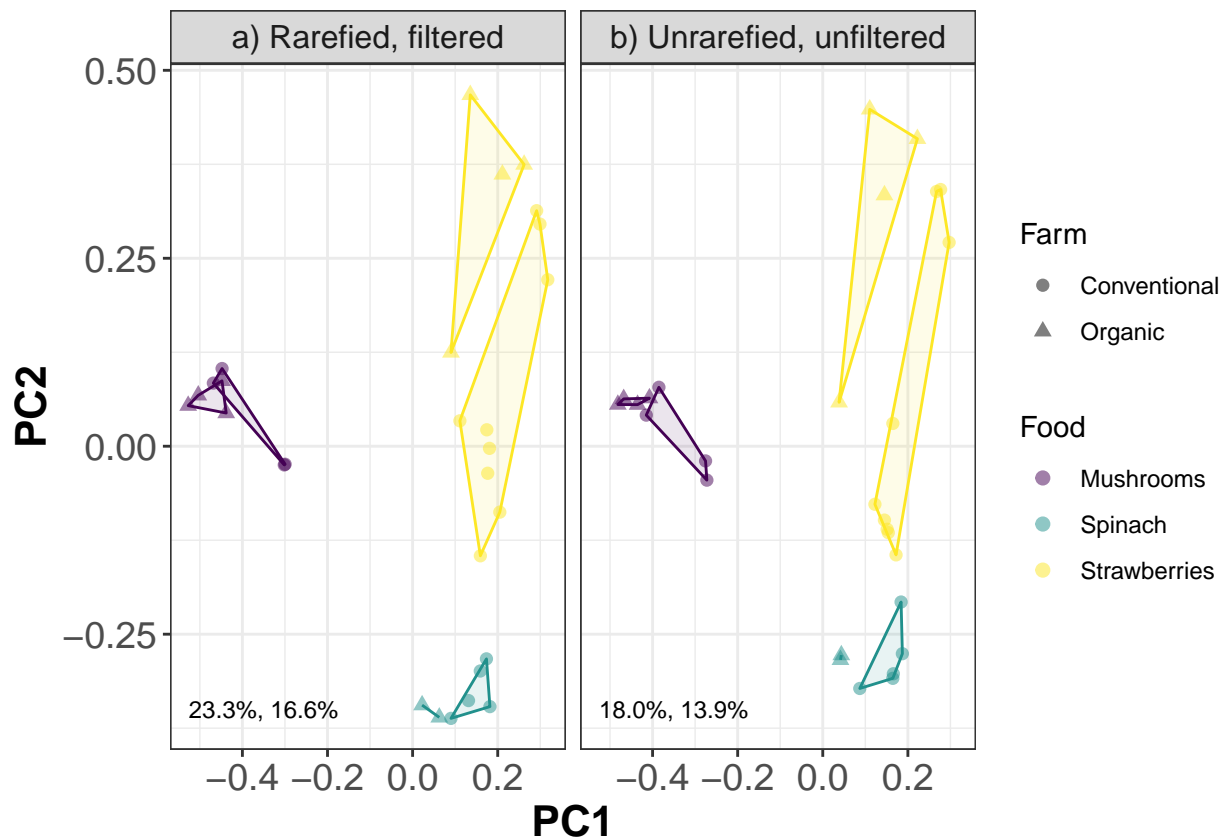 a) Rarefied, filtered
b) Unrarefied, unfiltered
0.50
0.25
0.00
−0.25
PC2
23.3%, 16.6%
18.0%, 13.9%
−0.4 −0.2 0.0 0.2
−0.4 −0.2 0.0 0.2
PC1
Farm
Conventional
Organic
Food
Mushrooms
Spinach
Strawberries